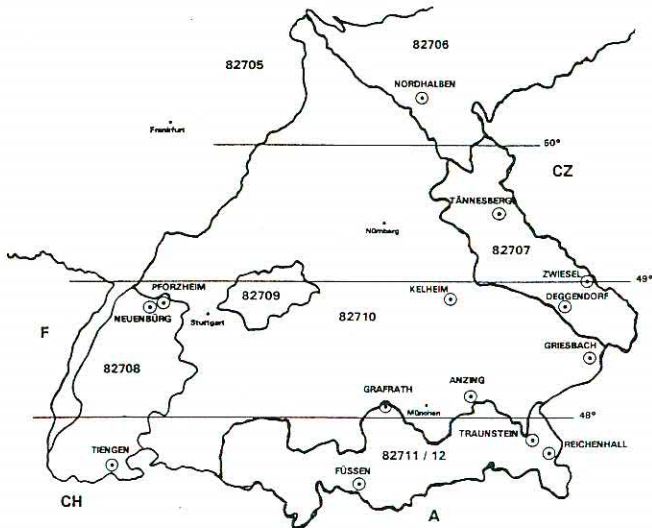 82706
82705
NORDHALBEN
Frankfurt
50°
CZ
TÄNNESBERG
Nürnberg
82707
ZWIESEL
49°
PFORZHEIM
82709
KELHEIM
DEGGENDORF
NEUENBÜRG
Stuttgart
82710
F
GRIESBACH
82708
GRAFRATH
ANZING
München
48°
TRAUNSTEIN
REICHENHALL
TIENGEN
82711 / 12
FÜSSEN
CH
A